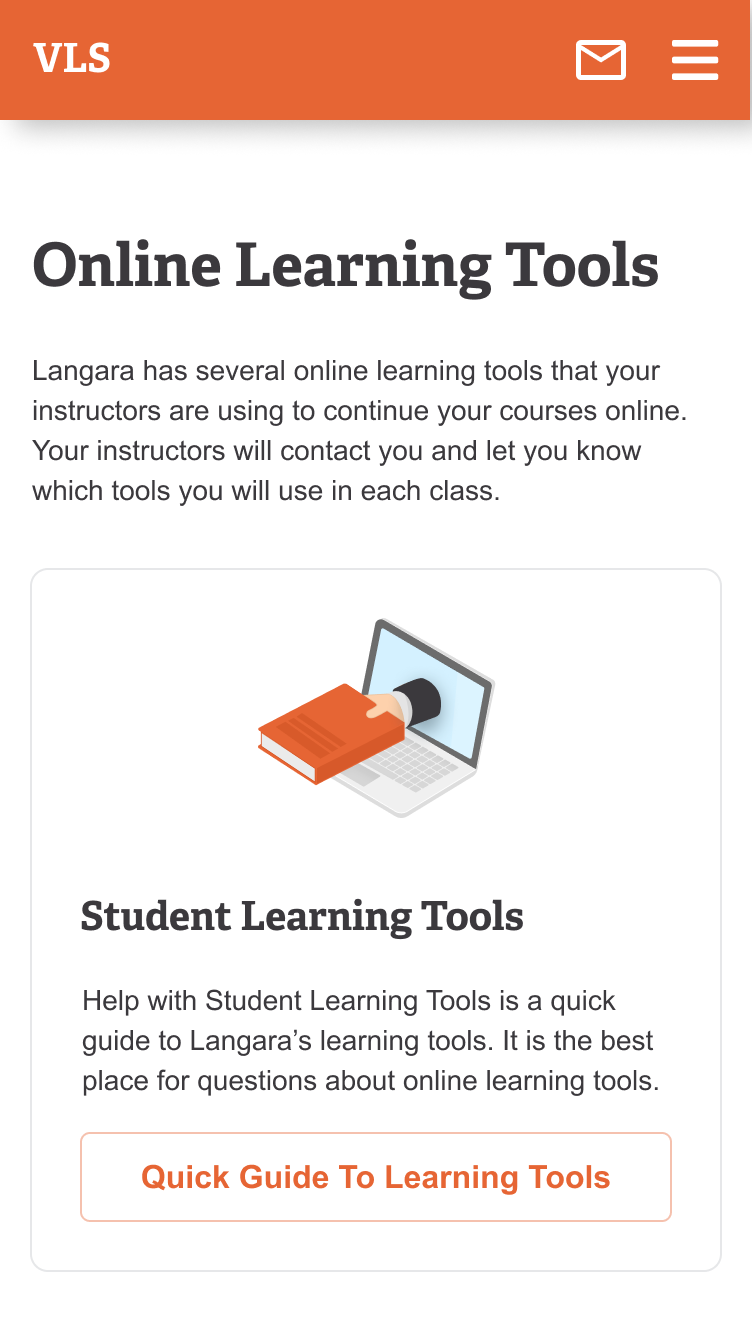 VLS
Online Learning Tools
Langara has several online learning tools that your
instructors are using to continue your courses online.
Your instructors will contact you and let you know
which tools you will use in each class.
Student Learning Tools
Help with Student Learning Tools is a quick
guide to Langara’s learning tools. It is the best
place for questions about online learning tools.
Quick Guide To Learning Tools